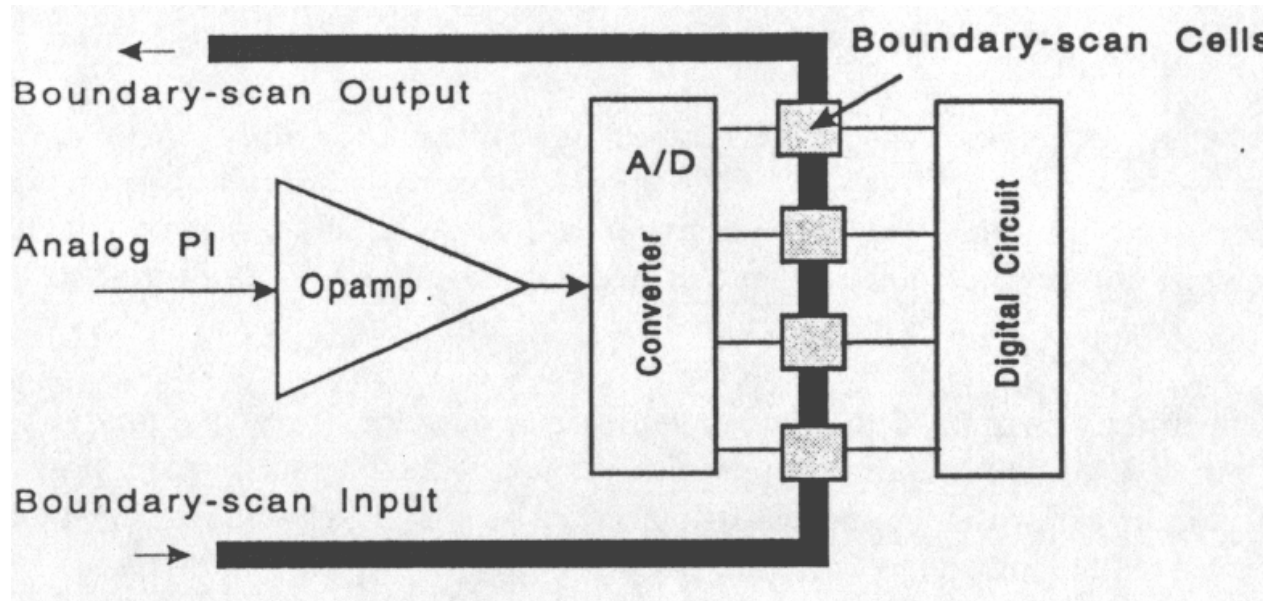 Boundary-scan Cells
Boundary-scan Output
A/D
Analog PI
Opamp
Converter
Digital Circuit
Boundary-scan Input